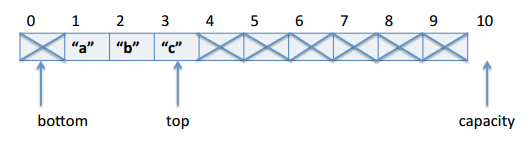 0 1 2 3 4 5 6 7 8 9 10
“a” “b” “c”
bottom top capacity